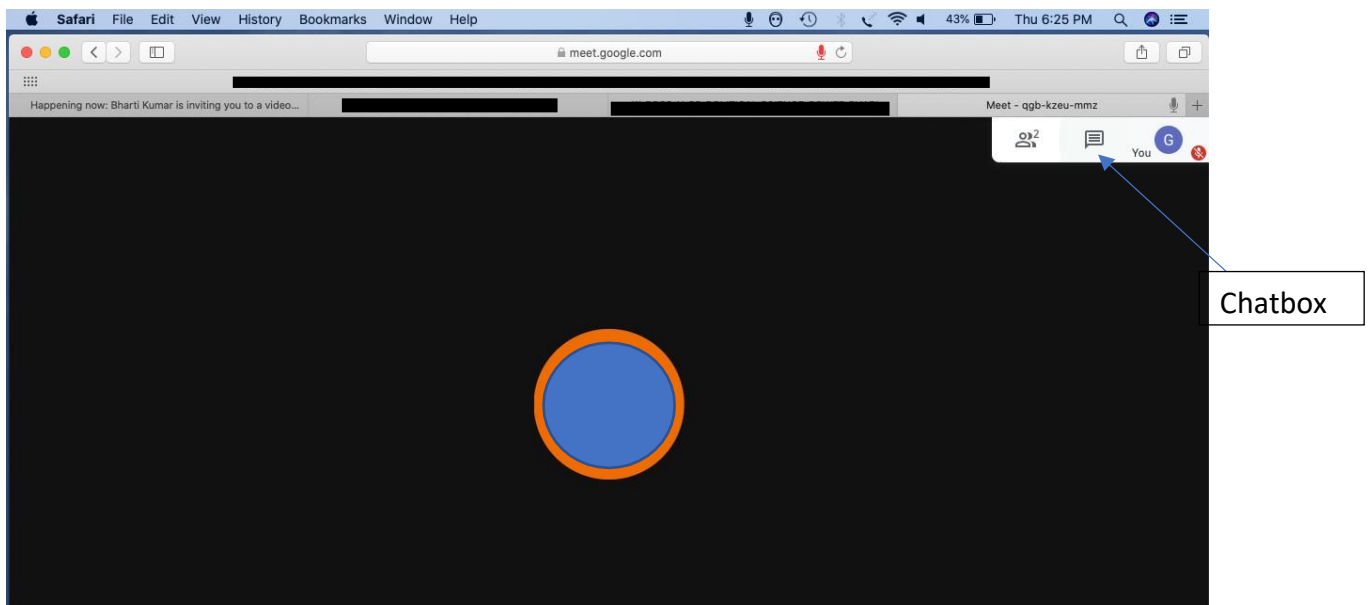 Safari File Edit View History Bookmarks Window Help 43% Thu 6:25 PM
meet.google.com
Happening now: Bharti Kumar is inviting you to a video... Meet - qgb-kzeu-mmz
2
You G
Chatbox